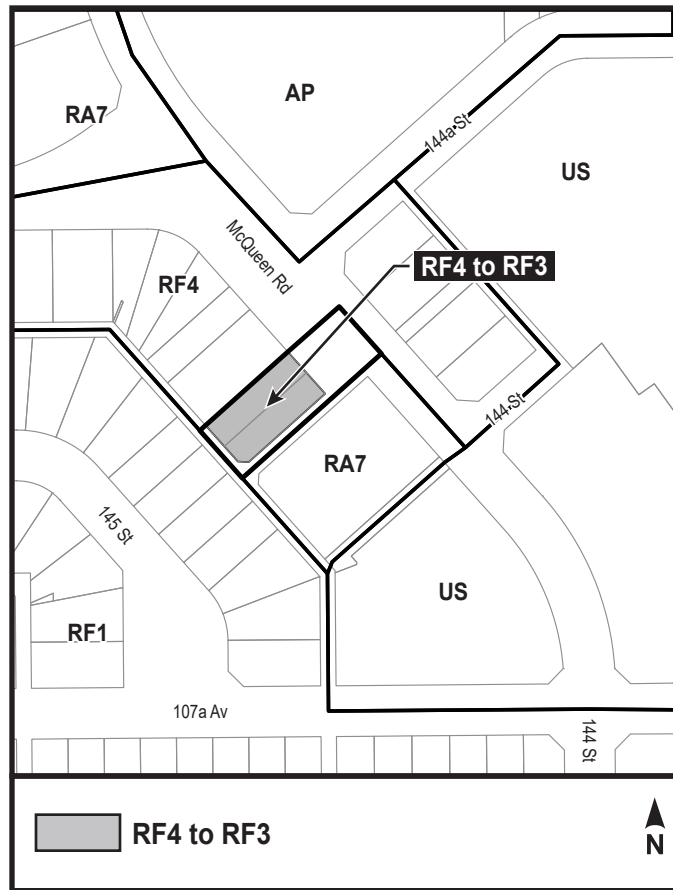 AP
RA7
144a St
US
McQueen Rd
RF4 to RF3
RF4
144 St
RA7
145 St
US
RF1
107a Av
144 St
RF4 to RF3
N